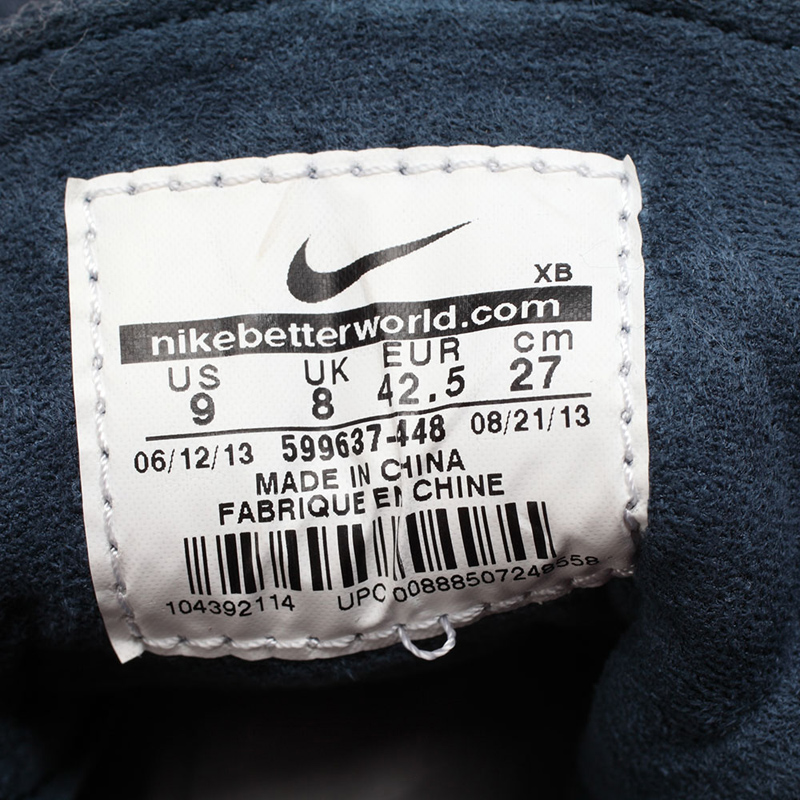 XB
nikebetterworld.com
US UK EUR cm
9 8 42.5 27
06/12/13 599637-448 08/21/13
MADE IN CHINA
FABRIQUE EN CHINE
104392114 UPC